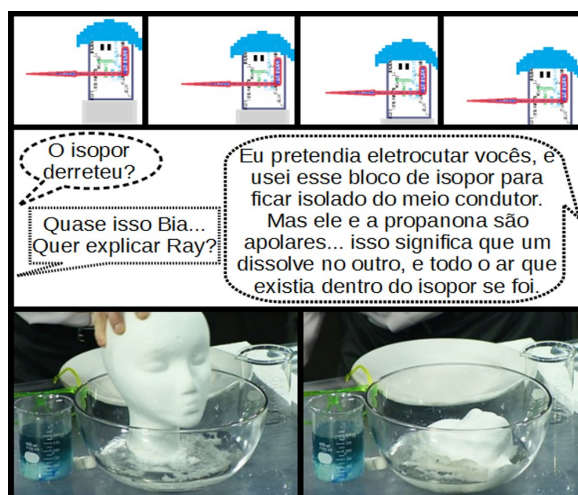 O isopor
derreteu?
Quase isso Bia...
Quer explicar Ray?
Eu pretendia eletrocutar vocês, e
usei esse bloco de isopor para
ficar isolado do meio condutor.
Mas ele e a propanona são
apolares... isso significa que um
dissolve no outro, e todo o ar que
existia dentro do isopor se foi.